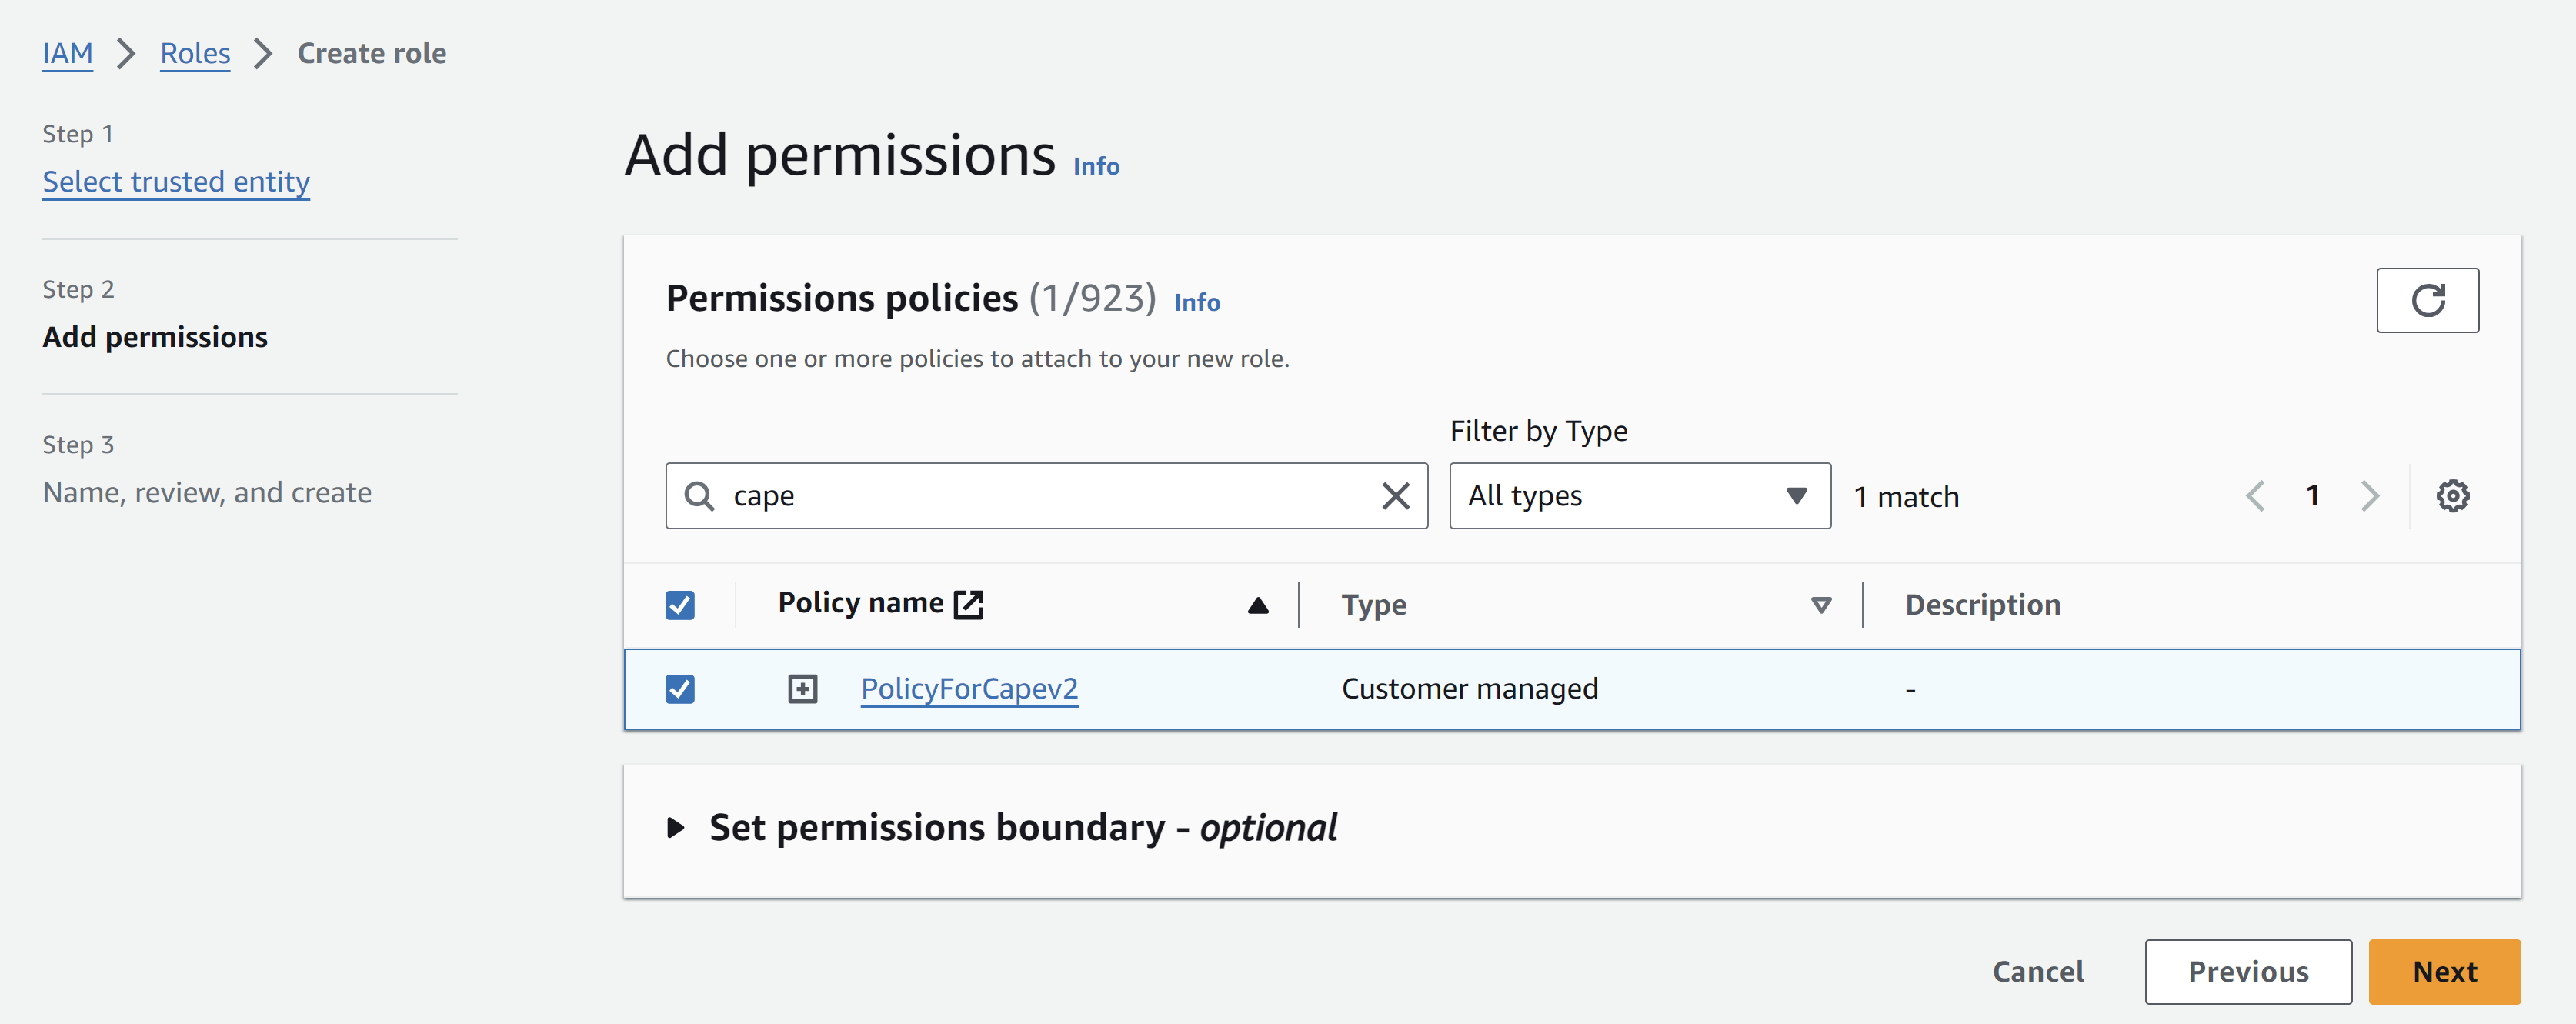 IAM Roles Create role
Step 1
Select trusted entity
Step 2
Add permissions
Step 3
Name, review, and create
Add permissions Info
Permissions policies (1/923) Info
Choose one or more policies to attach to your new role.
Filter by Type
cape All types 1 match 1
Policy name Type Description
PolicyForCapev2 Customer managed -
Set permissions boundary - optional
Cancel Previous Next